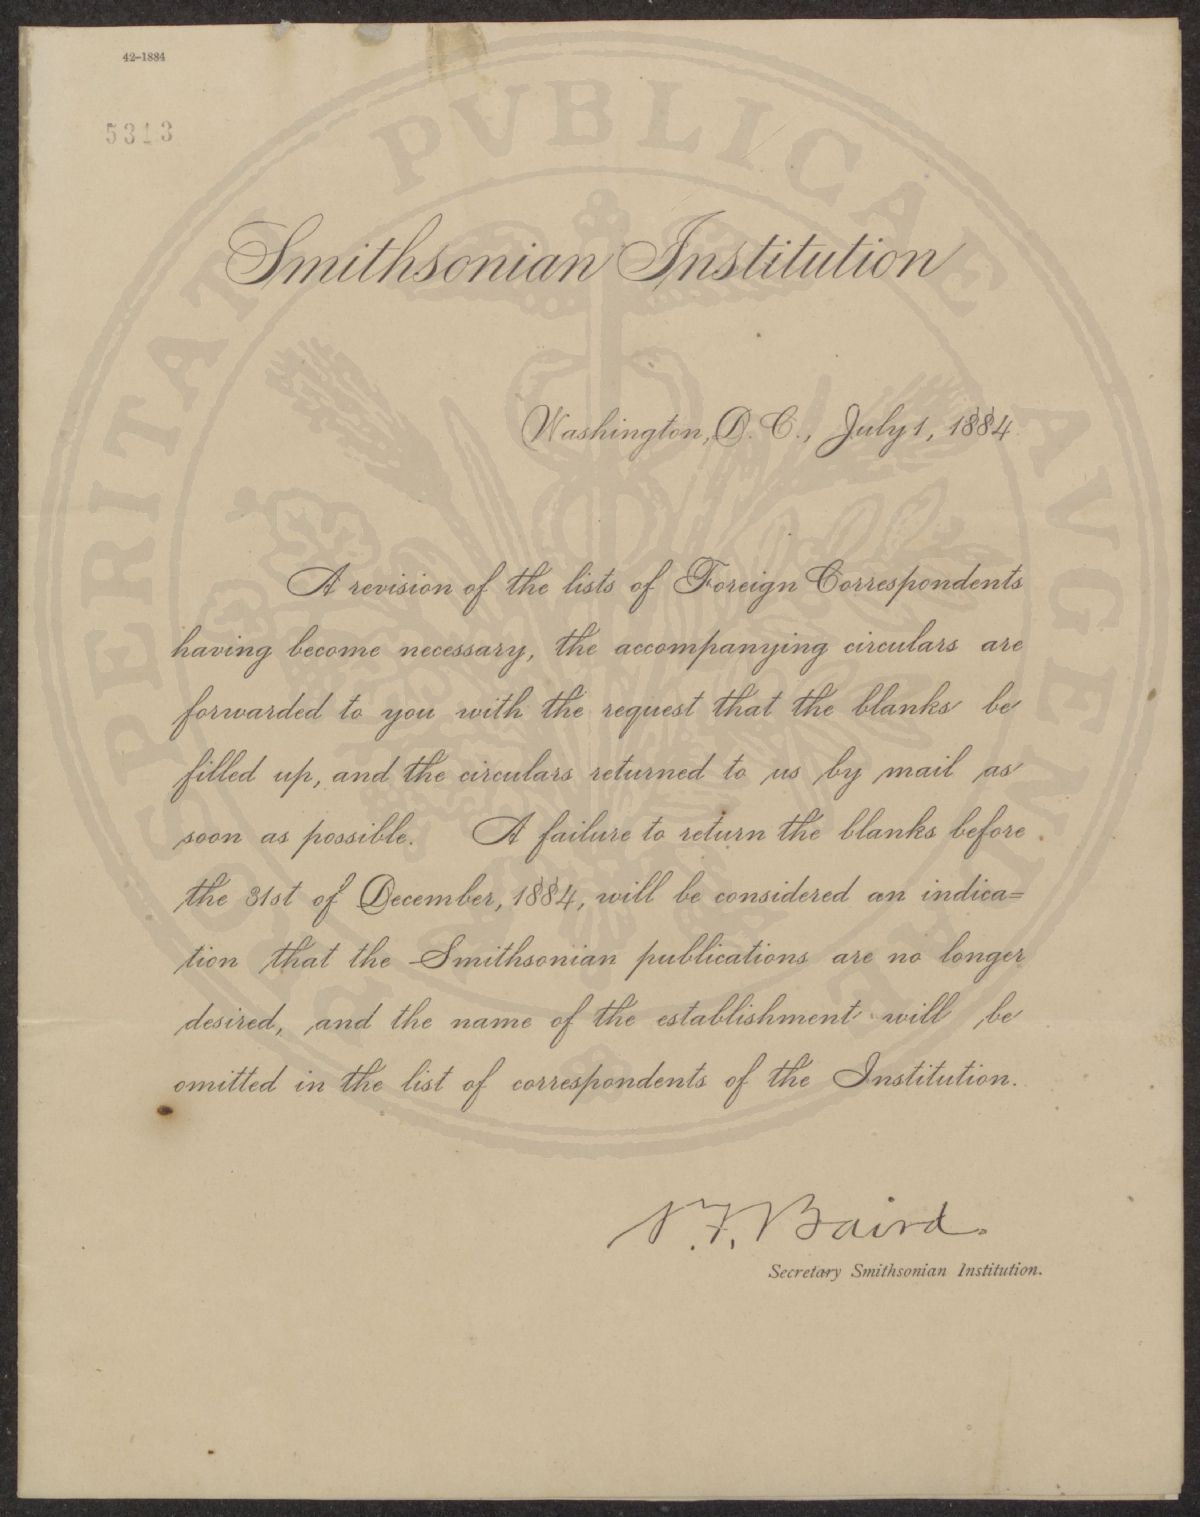 42-1884
5313
Smithsonian Institution
Washington, D. C., July 1, 1884.
A revision of the lists of Foreign Correspondents
having become necessary, the accompanying circulars are
forwarded to you with the request that the blanks be
filled up, and the circulars returned to us by mail as
soon as possible. A failure to return the blanks before
the 31st of December, 1884, will be considered an indica=
tion that the Smithsonian publications are no longer
desired, and the name of the establishment will be
omitted in the list of correspondents of the Institution.
S. F. Baird.
Secretary Smithsonian Institution.
PROSPERITATI PVBLICAE AVGENDAE